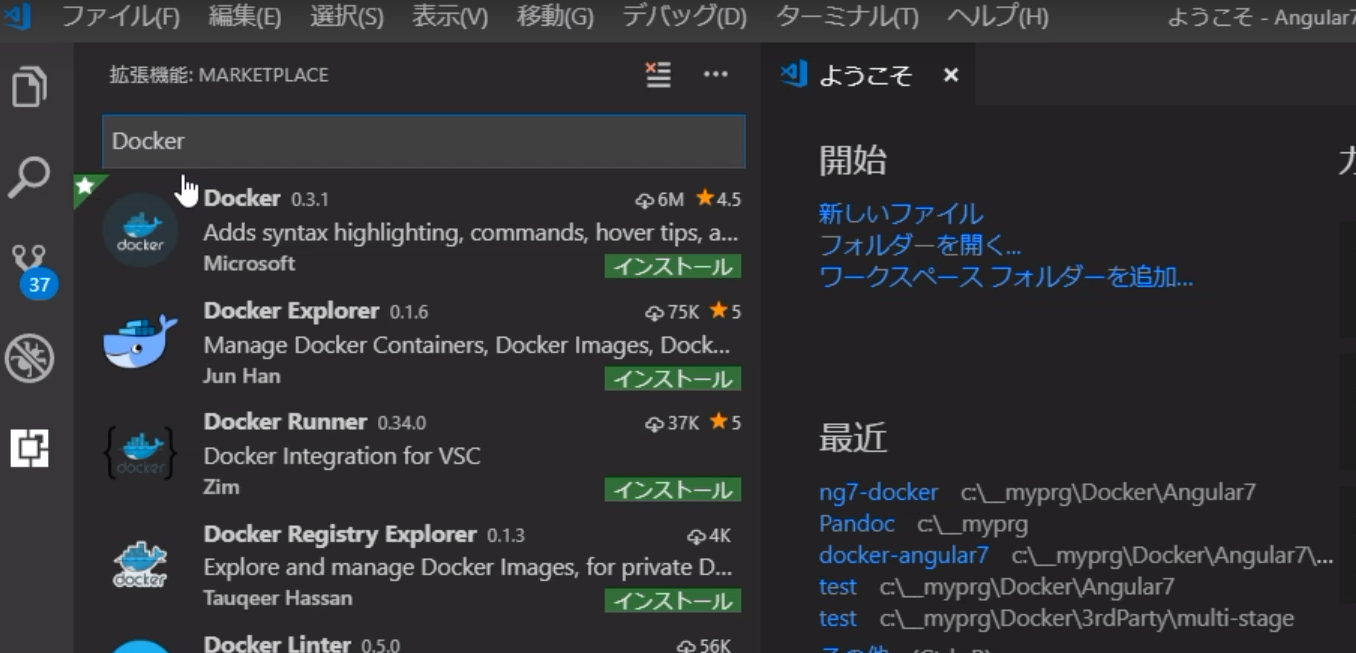 ファイル(F) 編集(E) 選択(S) 表示(V) 移動(G) デバッグ(D) ターミナル(T) ヘルプ(H) ようこそ - Angular7
拡張機能: MARKETPLACE
Docker
Docker 0.3.1 6M 4.5
Adds syntax highlighting, commands, hover tips, a...
Microsoft インストール
docker
Docker Explorer 0.1.6 75K 5
Manage Docker Containers, Docker Images, Dock...
Jun Han インストール
Docker Runner 0.34.0 37K 5
Docker Integration for VSC
Zim インストール
docker
Docker Registry Explorer 0.1.3 4K
Explore and manage Docker Images, for private D...
Tauqeer Hassan インストール
docker
Docker Linter 0.5.0 56K
37
ようこそ
開始
新しいファイル
フォルダーを開く...
ワークスペース フォルダーを追加...
最近
ng7-docker c:\__myprg\Docker\Angular7
Pandoc c:\__myprg
docker-angular7 c:\__myprg\Docker\Angular7\...
test c:\__myprg\Docker\Angular7
test c:\__myprg\Docker\3rdParty\multi-stage